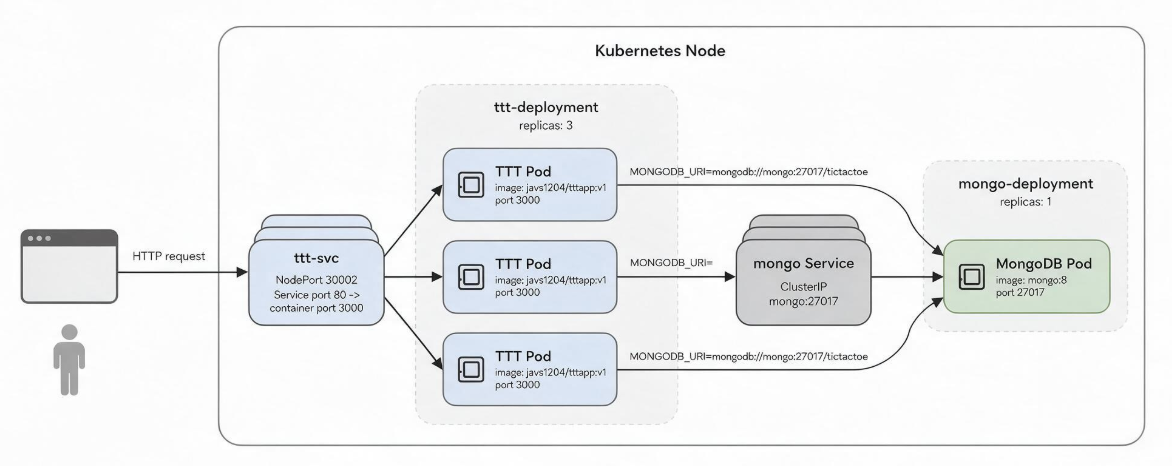 Kubernetes Node
ttt-deployment
replicas: 3
TTT Pod
image: javs1204/tttapp:v1
port 3000
MONGODB_URI=mongodb://mongo:27017/tictactoe
mongo-deployment
replicas: 1
HTTP request
ttt-svc
NodePort 30002
Service port 80 ->
container port 3000
TTT Pod
image: javs1204/tttapp:v1
port 3000
MONGODB_URI=
mongo Service
ClusterIP
mongo:27017
MongoDB Pod
image: mongo:8
port 27017
TTT Pod
image: javs1204/tttapp:v1
port 3000
MONGODB_URI=mongodb://mongo:27017/tictactoe